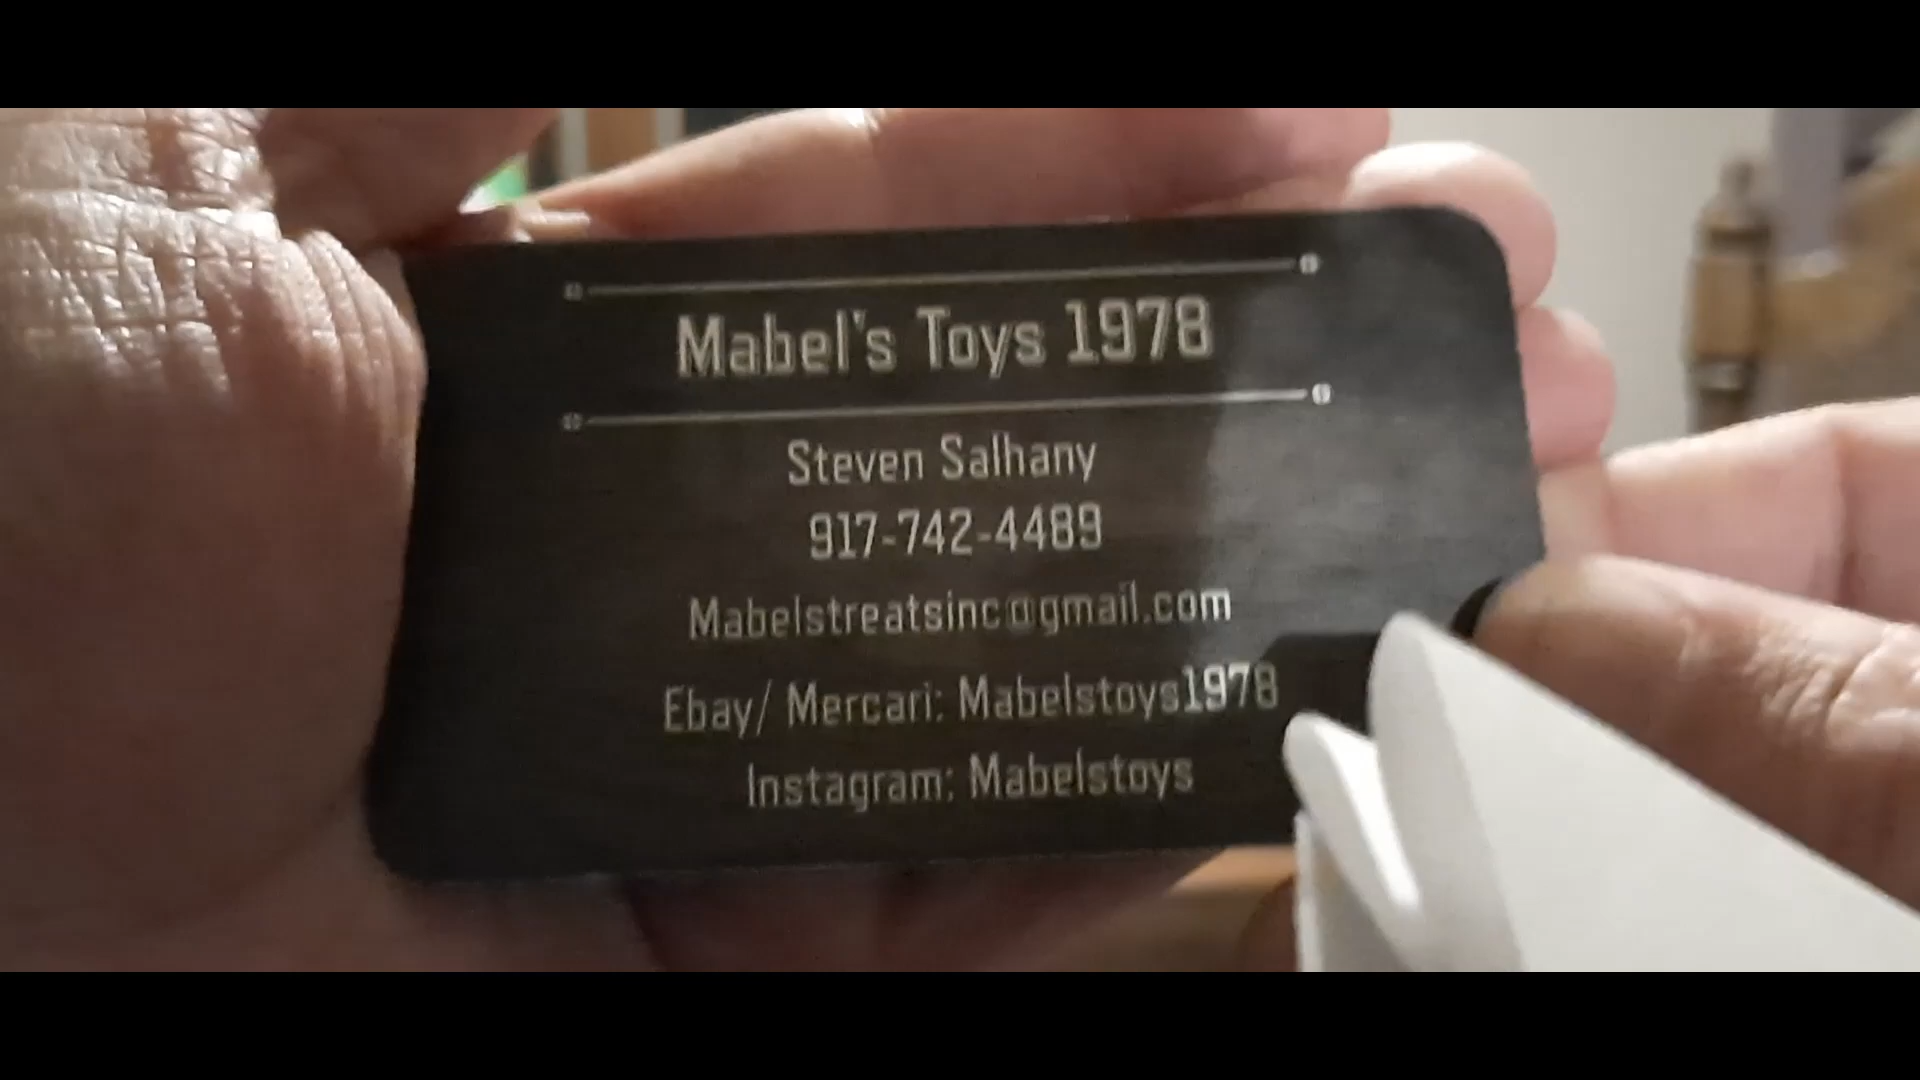 Mabel's Toys 1978
Steven Salhany
917-742-4489
Mabelstreatsinc@gmail.com
Ebay/ Mercari: Mabelstoys1978
Instagram: Mabelstoys